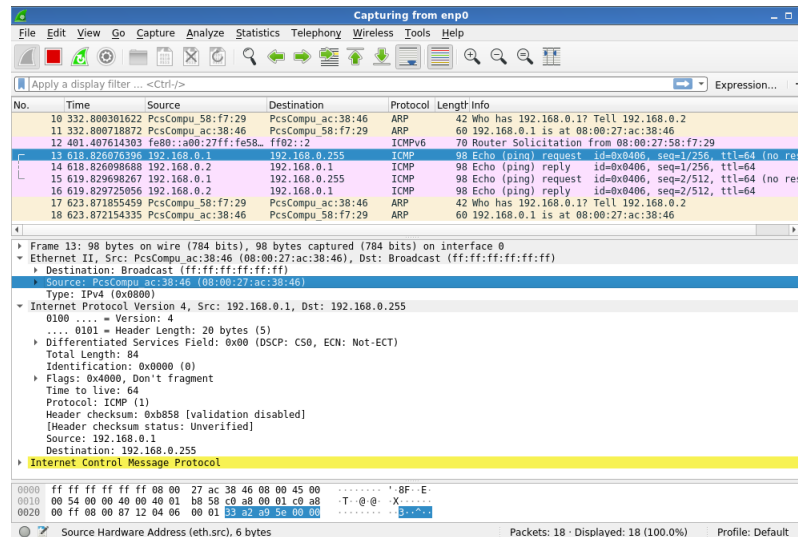 Capturing from enp0
File Edit View Go Capture Analyze Statistics Telephony Wireless Tools Help
Apply a display filter ... <Ctrl-/> Expression...
No. Time Source Destination Protocol Length Info
10 332.800301622 PcsCompu_58:f7:29 PcsCompu_ac:38:46 ARP 42 Who has 192.168.0.1? Tell 192.168.0.2
11 332.800718872 PcsCompu_ac:38:46 PcsCompu_58:f7:29 ARP 60 192.168.0.1 is at 08:00:27:ac:38:46
12 401.407614303 fe80::a00:27ff:fe58… ff02::2 ICMPv6 70 Router Solicitation from 08:00:27:58:f7:29
13 618.826076396 192.168.0.1 192.168.0.255 ICMP 98 Echo (ping) request id=0x0406, seq=1/256, ttl=64 (no res
14 618.826098688 192.168.0.2 192.168.0.1 ICMP 98 Echo (ping) reply id=0x0406, seq=1/256, ttl=64
15 619.829698267 192.168.0.1 192.168.0.255 ICMP 98 Echo (ping) request id=0x0406, seq=2/512, ttl=64 (no res
16 619.829725056 192.168.0.2 192.168.0.1 ICMP 98 Echo (ping) reply id=0x0406, seq=2/512, ttl=64
17 623.871855459 PcsCompu_58:f7:29 PcsCompu_ac:38:46 ARP 42 Who has 192.168.0.1? Tell 192.168.0.2
18 623.872154335 PcsCompu_ac:38:46 PcsCompu_58:f7:29 ARP 60 192.168.0.1 is at 08:00:27:ac:38:46
Frame 13: 98 bytes on wire (784 bits), 98 bytes captured (784 bits) on interface 0
Ethernet II, Src: PcsCompu_ac:38:46 (08:00:27:ac:38:46), Dst: Broadcast (ff:ff:ff:ff:ff:ff)
Destination: Broadcast (ff:ff:ff:ff:ff:ff)
Source: PcsCompu_ac:38:46 (08:00:27:ac:38:46)
Type: IPv4 (0x0800)
Internet Protocol Version 4, Src: 192.168.0.1, Dst: 192.168.0.255
0100 .... = Version: 4
.... 0101 = Header Length: 20 bytes (5)
Differentiated Services Field: 0x00 (DSCP: CS0, ECN: Not-ECT)
Total Length: 84
Identification: 0x0000 (0)
Flags: 0x4000, Don't fragment
Time to live: 64
Protocol: ICMP (1)
Header checksum: 0xb858 [validation disabled]
[Header checksum status: Unverified]
Source: 192.168.0.1
Destination: 192.168.0.255
Internet Control Message Protocol
0000 ff ff ff ff ff ff 08 00 27 ac 38 46 08 00 45 00 ········ '·8F··E·
0010 00 54 00 00 40 00 40 01 b8 58 c0 a8 00 01 c0 a8 ·T··@·@· ·X······
0020 00 ff 08 00 87 12 04 06 00 01 33 a2 a9 5e 00 00 ········ ··3··^··
Source Hardware Address (eth.src), 6 bytes Packets: 18 · Displayed: 18 (100.0%) Profile: Default